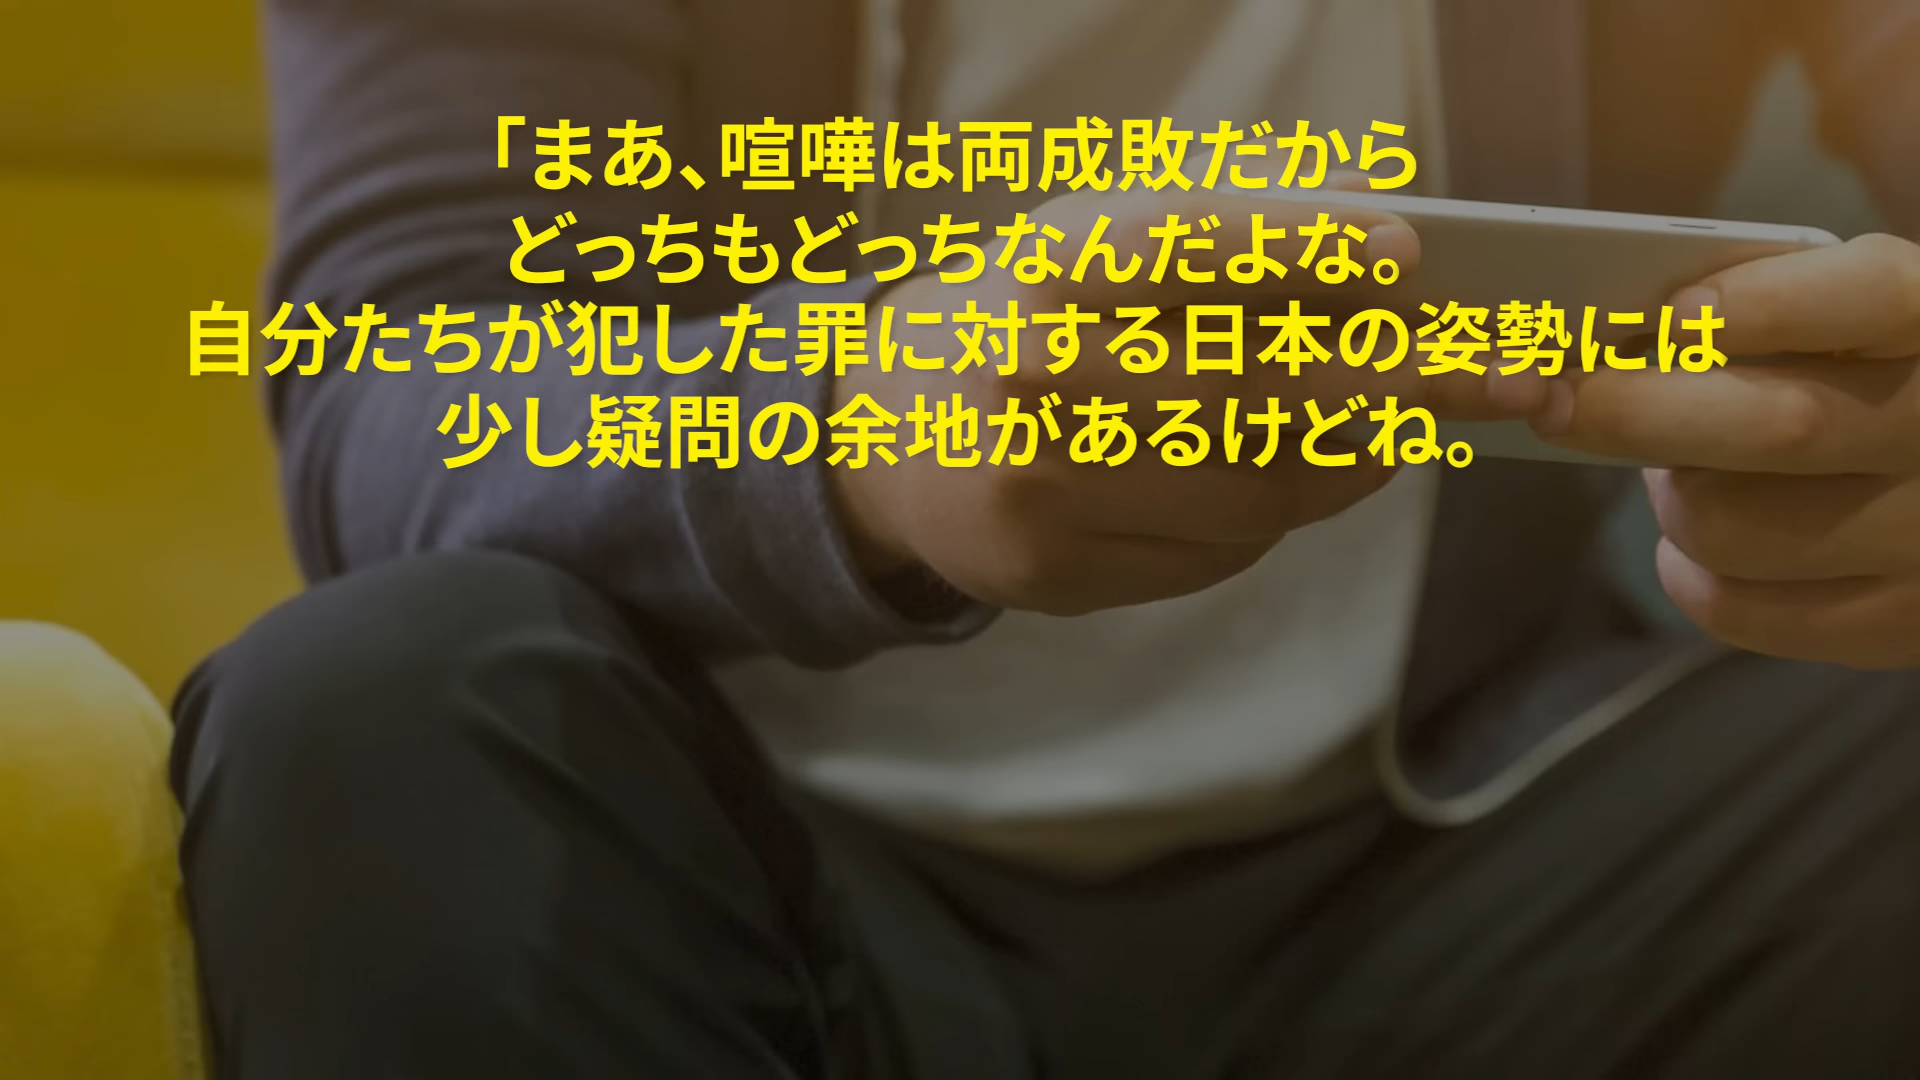 「まあ、喧嘩は両成敗だから
どっちもどっちなんだよな。
自分たちが犯した罪に対する日本の姿勢には
少し疑問の余地があるけどね。